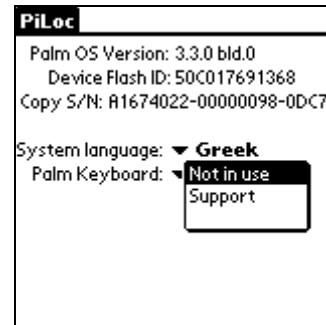 PiLoc
Palm OS Version: 3.3.0 bld.0
Device Flash ID: 50C017691368
Copy S/N: A1674022-00000098-0DC7
System language: Greek
Palm Keyboard: Not in use
Support